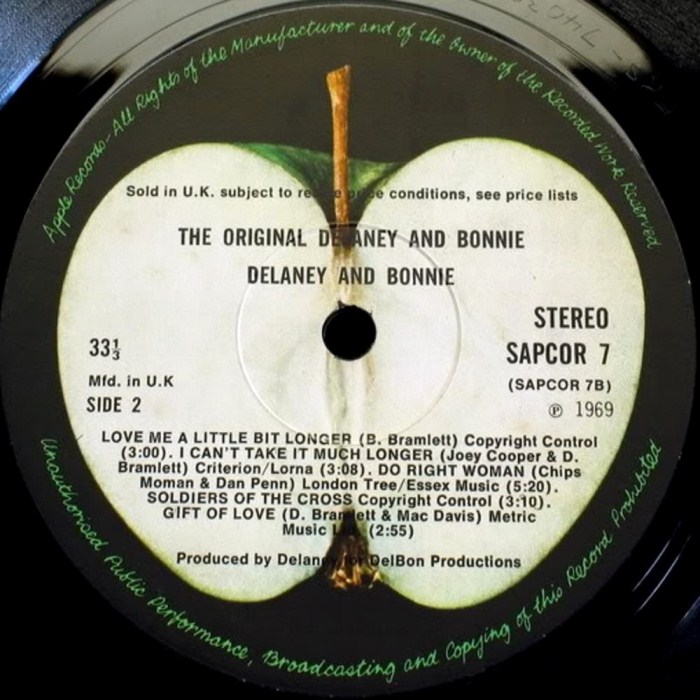 Apple Records-All Rights of the Manufacturer and of the Owner of the Recorded Work Reserved
Sold in U.K. subject to resale price conditions, see price lists
THE ORIGINAL DELANEY AND BONNIE
DELANEY AND BONNIE
STEREO
33⅓
SAPCOR 7
Mfd. in U.K
(SAPCOR 7B)
SIDE 2
℗ 1969
LOVE ME A LITTLE BIT LONGER (B. Bramlett) Copyright Control
(3:00). I CAN'T TAKE IT MUCH LONGER (Joey Cooper & D.
Bramlett) Criterion/Lorna (3:08). DO RIGHT WOMAN (Chips
Moman & Dan Penn) London Tree/Essex Music (5:20).
SOLDIERS OF THE CROSS Copyright Control (3:10).
GIFT OF LOVE (D. Bramlett & Mac Davis) Metric
Music Ltd. (2:55)
Produced by Delaney for DelBon Productions
Unauthorised Public Performance, Broadcasting and Copying of this Record Prohibited